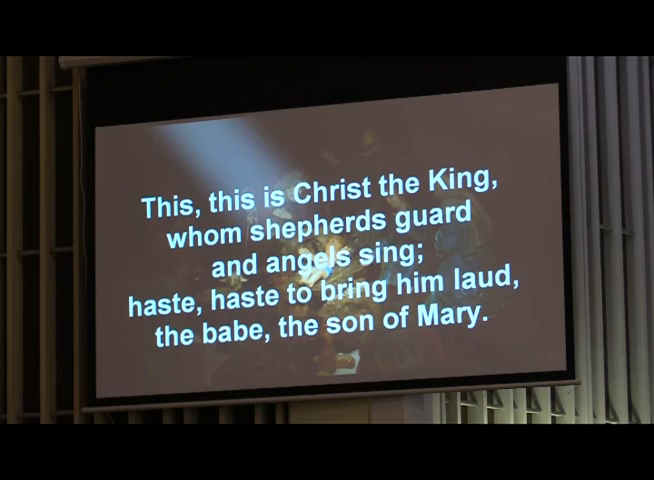 This, this is Christ the King,
whom shepherds guard
and angels sing;
haste, haste to bring him laud,
the babe, the son of Mary.